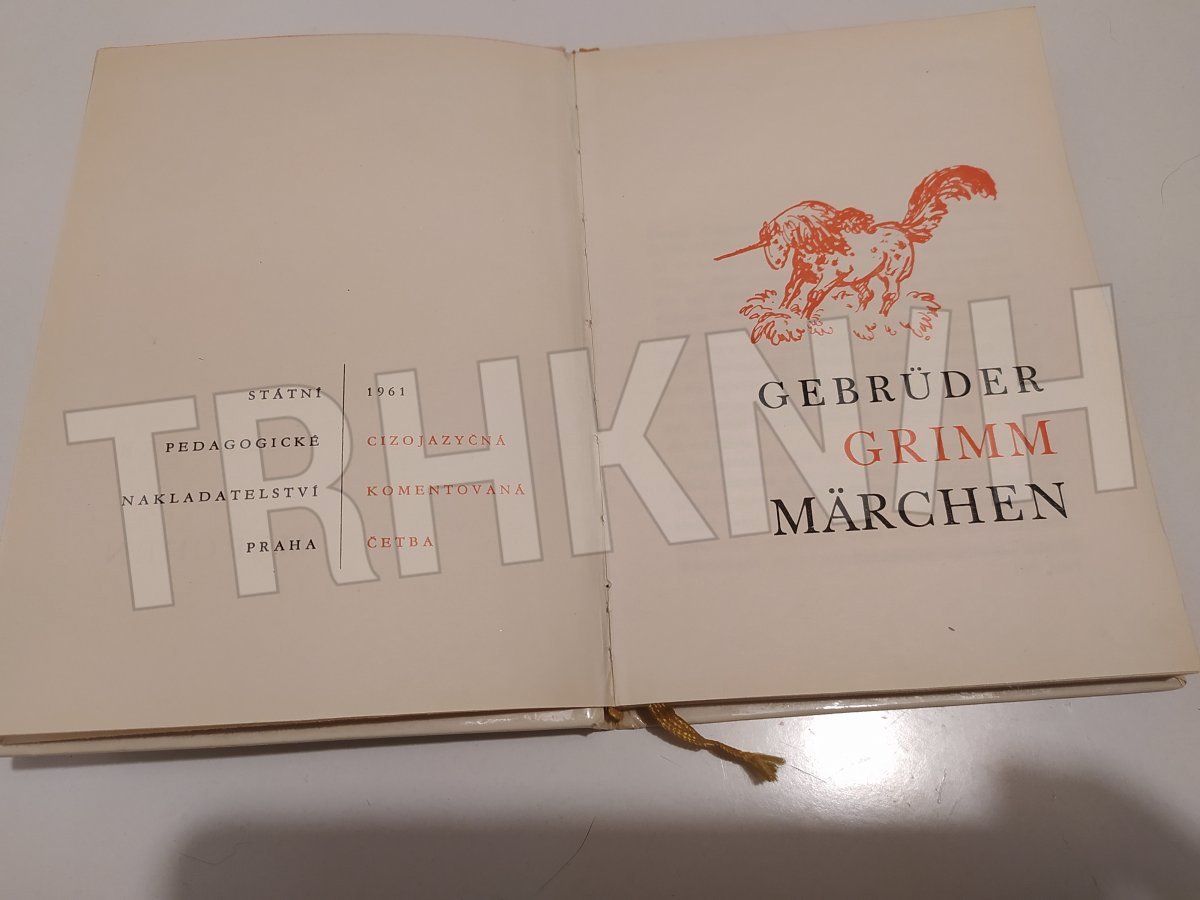 STÁTNÍ
PEDAGOGICKÉ
NAKLADATELSTVÍ
PRAHA
1961
CIZOJAZYČNÁ
KOMENTOVANÁ
ČETBA
GEBRÜDER
GRIMM
MÄRCHEN
TRHKNIH